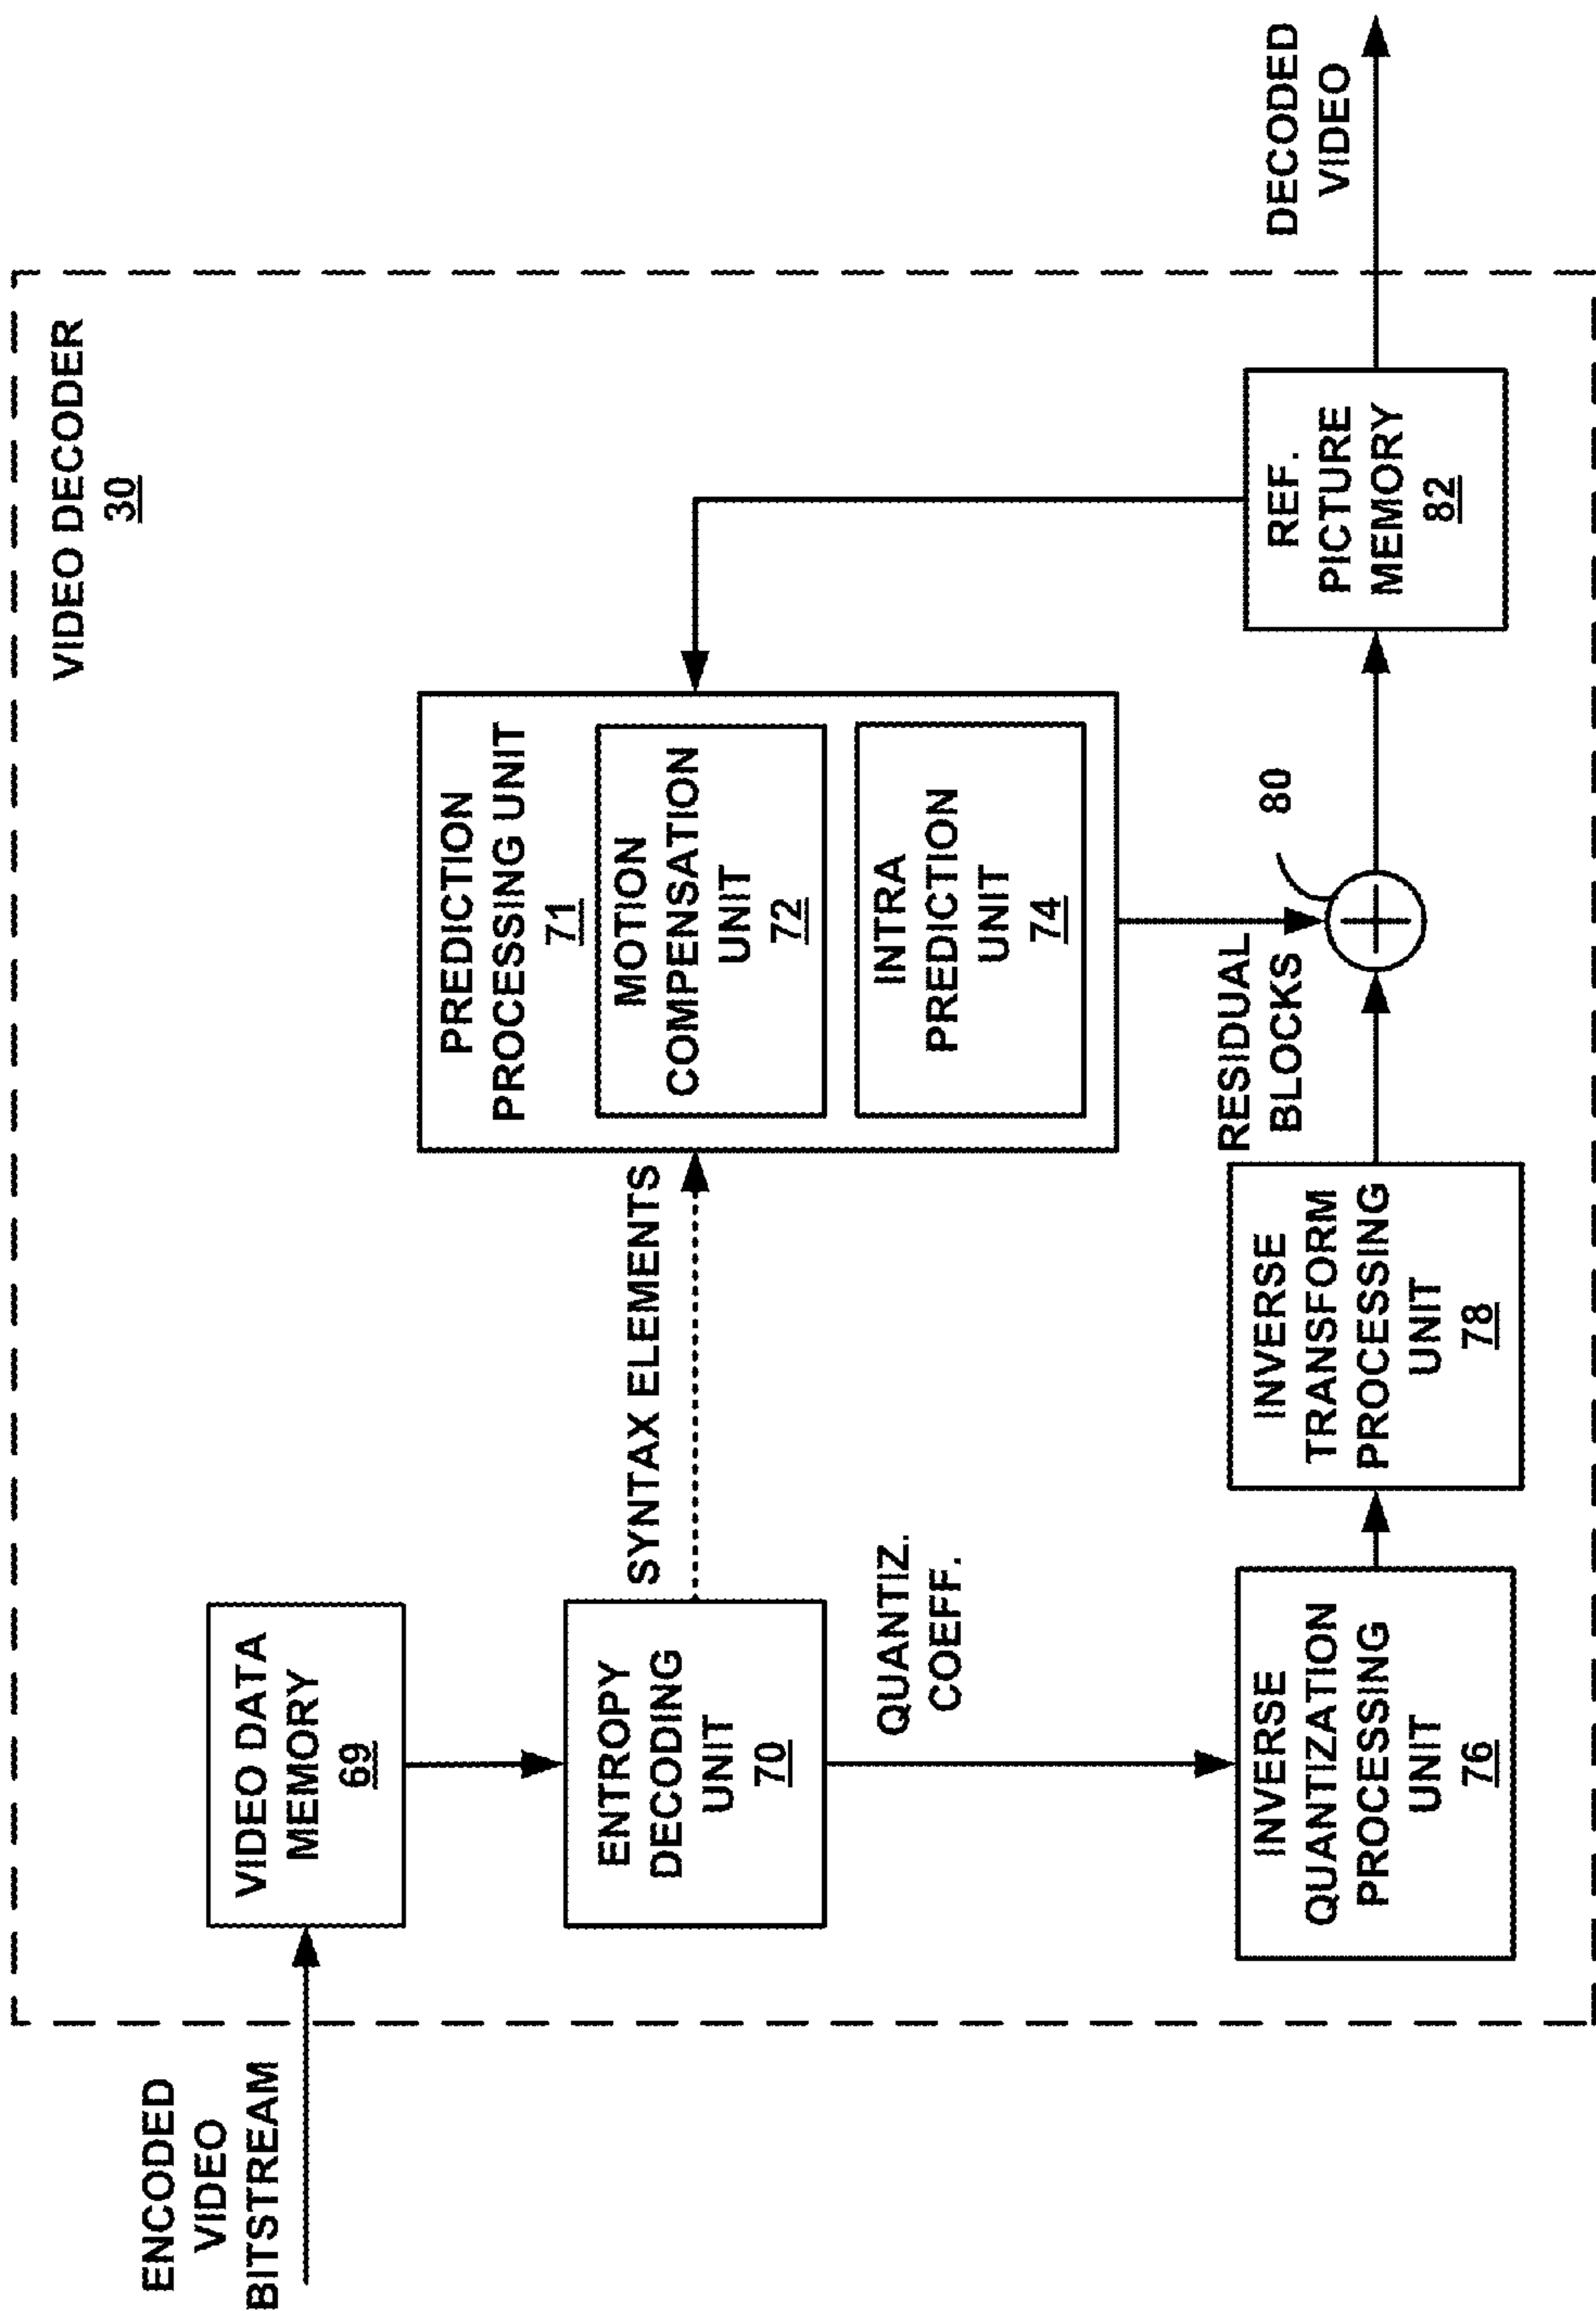 VIDEO DECODER
30
ENCODED
VIDEO
BITSTREAM
VIDEO DATA
MEMORY
69
ENTROPY
DECODING
UNIT
70
SYNTAX ELEMENTS
PREDICTION
PROCESSING UNIT
71
MOTION
COMPENSATION
UNIT
72
INTRA
PREDICTION
UNIT
74
QUANTIZ.
COEFF.
INVERSE
QUANTIZATION
PROCESSING
UNIT
76
INVERSE
TRANSFORM
PROCESSING
UNIT
78
RESIDUAL
BLOCKS
80
REF.
PICTURE
MEMORY
82
DECODED
VIDEO